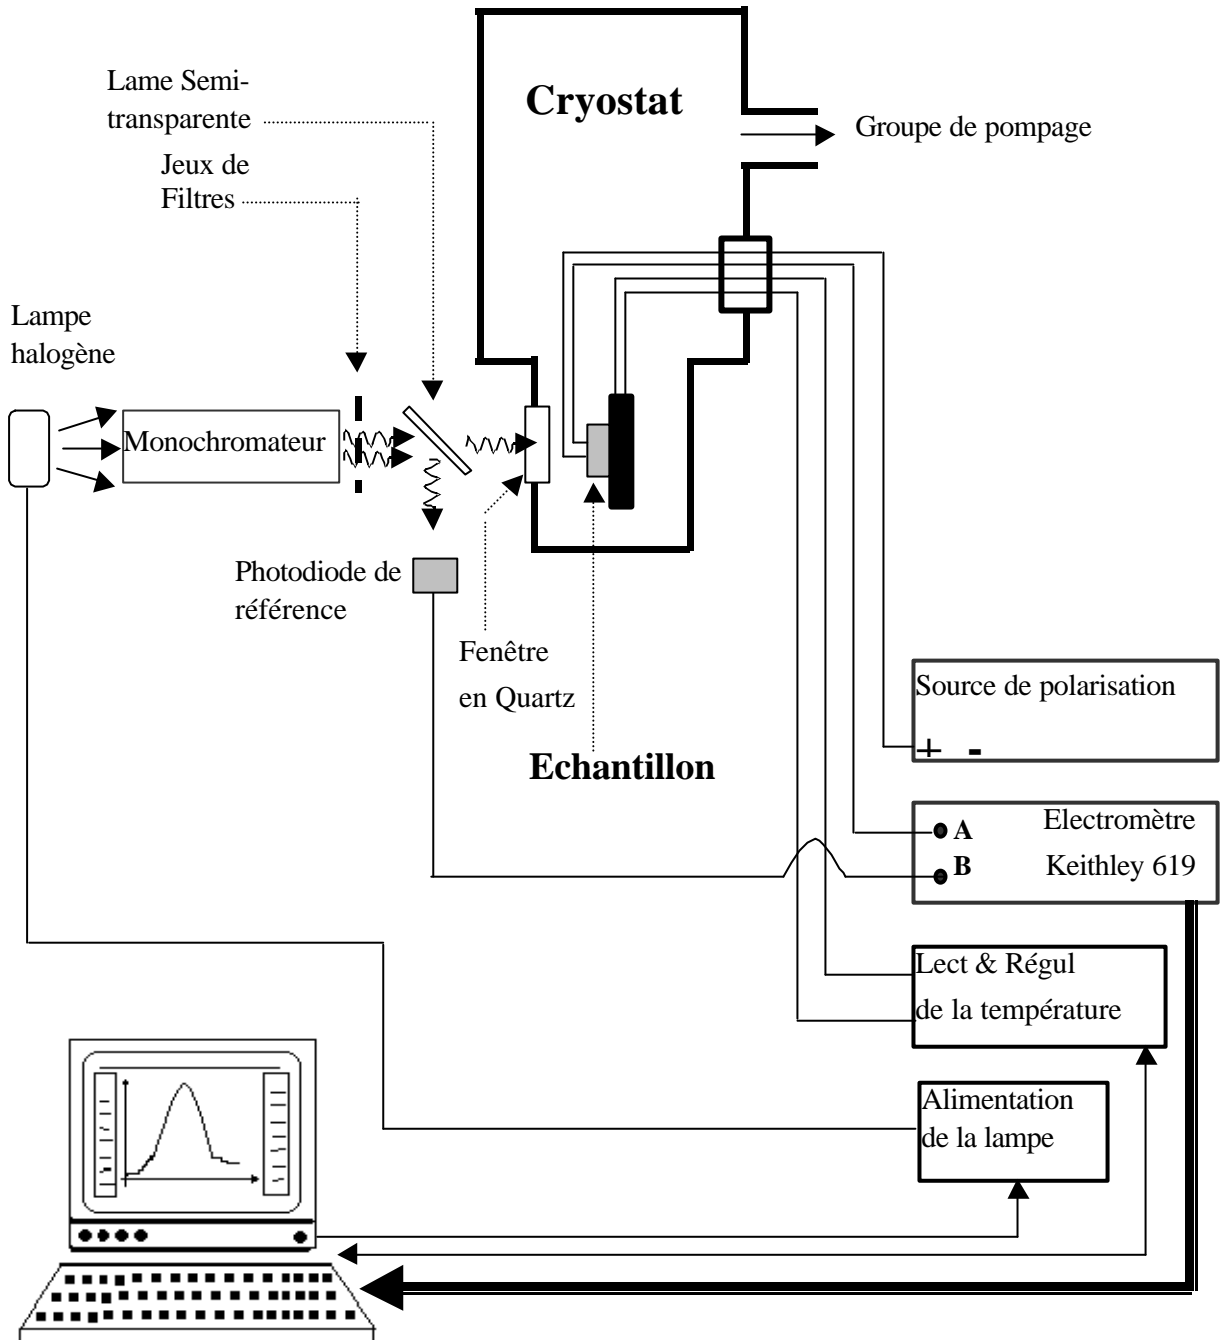 Cryostat
Lame Semi-
transparente
Groupe de pompage
Jeux de
Filtres
Lampe
halogène
Monochromateur
Photodiode de
référence
Fenêtre
en Quartz
Echantillon
Source de polarisation
+ -
A
Electromètre
B
Keithley 619
Lect & Régul
de la température
Alimentation
de la lampe